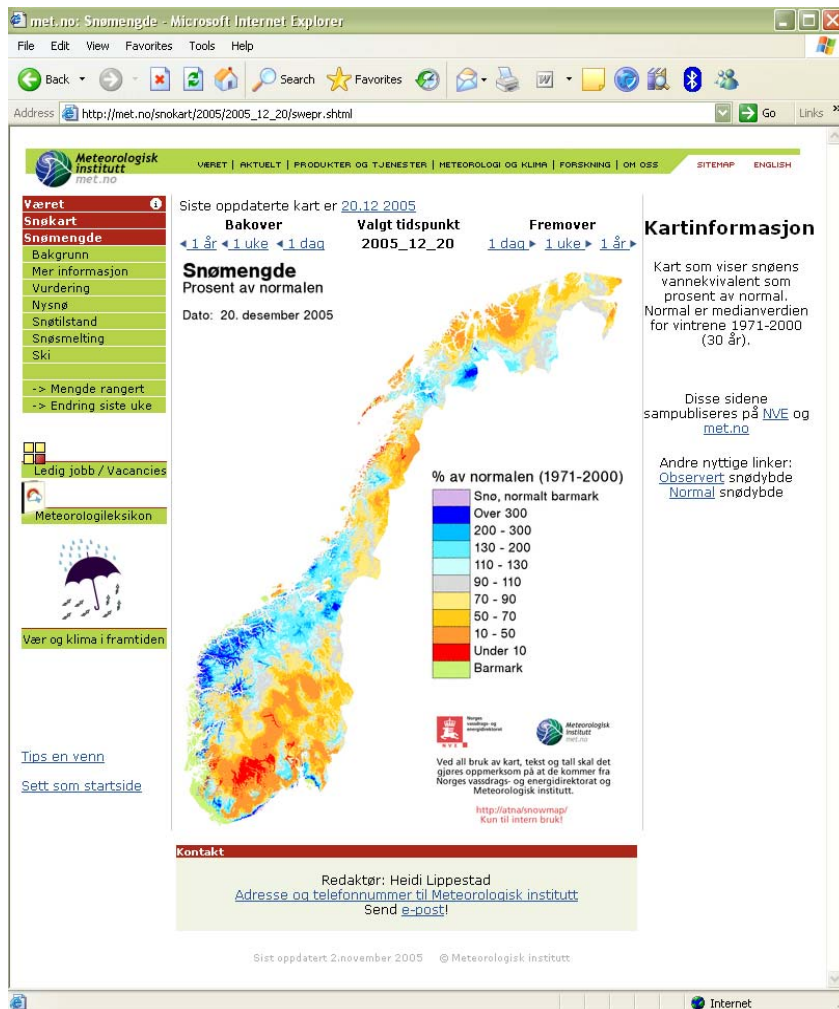 met.no: Snømengde - Microsoft Internet Explorer
File Edit View Favorites Tools Help
Back Search Favorites
Address http://met.no/snokart/2005/2005_12_20/swepr.shtml Go Links »
Meteorologisk
institutt
met.no
VÆRET | AKTUELT | PRODUKTER OG TJENESTER | METEOROLOGI OG KLIMA | FORSKNING | OM OSS SITEMAP ENGLISH
Været
Snøkart
Snømengde
Bakgrunn
Mer informasjon
Vurdering
Nysnø
Snøtilstand
Snøsmelting
Ski
-> Mengde rangert
-> Endring siste uke
Ledig jobb / Vacancies
Meteorologileksikon
Vær og klima i framtiden
Tips en venn
Sett som startside
Siste oppdaterte kart er 20.12 2005
Bakover Valgt tidspunkt Fremover
1 år 1 uke 1 dag 2005_12_20 1 dag 1 uke 1 år
Snømengde
Prosent av normalen
Dato: 20. desember 2005
% av normalen (1971-2000)
Snø, normalt barmark
Over 300
200 - 300
130 - 200
110 - 130
90 - 110
70 - 90
50 - 70
10 - 50
Under 10
Barmark
Norges
vassdrags- og
energidirektorat
NVE
Meteorologisk
institutt
met.no
Ved all bruk av kart, tekst og tall skal det
gjøres oppmerksom på at de kommer fra
Norges vassdrags- og energidirektorat og
Meteorologisk institutt.
http://atna/snowmap/
Kun til intern bruk!
Kartinformasjon
Kart som viser snøens
vannekvivalent som
prosent av normal.
Normal er medianverdien
for vintrene 1971-2000
(30 år).
Disse sidene
sampubliseres på NVE og
met.no
Andre nyttige linker:
Observert snødybde
Normal snødybde
Kontakt
Redaktør: Heidi Lippestad
Adresse og telefonnummer til Meteorologisk institutt
Send e-post!
Sist oppdatert 2.november 2005 © Meteorologisk institutt
Internet